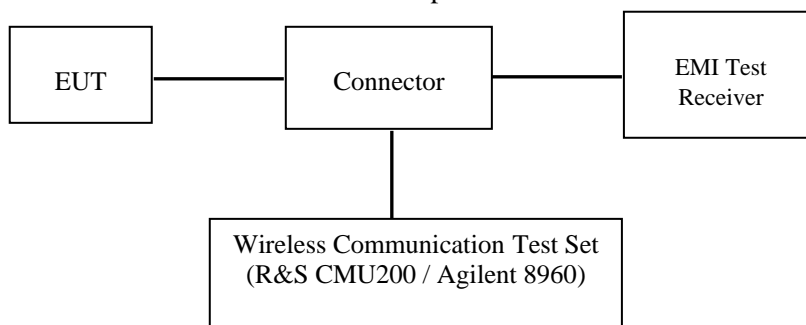 EUT
Connector
EMI Test
Receiver
Wireless Communication Test Set
(R&S CMU200 / Agilent 8960)